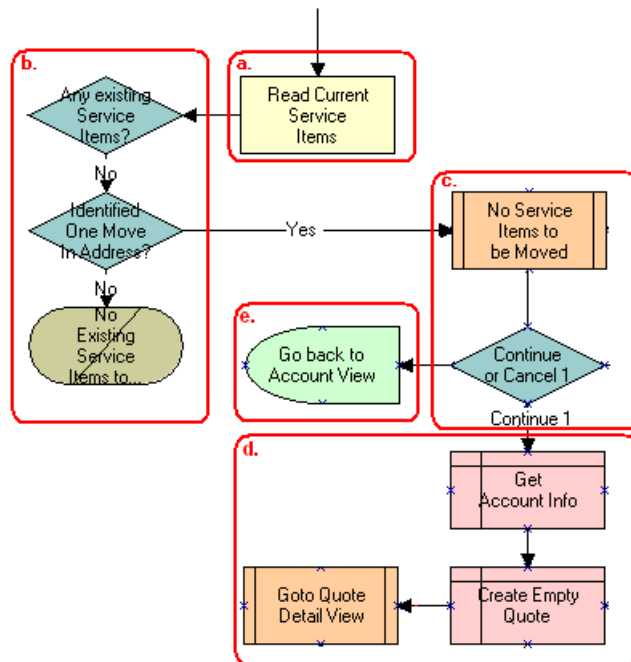 b.
Any existing
Service
Items?
a.
Read Current
Service
Items
No
Identified
One Move
In Address?
Yes
c.
No Service
Items to
be Moved
No
No
Existing
Service
Items to...
e.
Go back to
Account View
Continue
or Cancel 1
Continue 1
d.
Get
Account Info
Goto Quote
Detail View
Create Empty
Quote